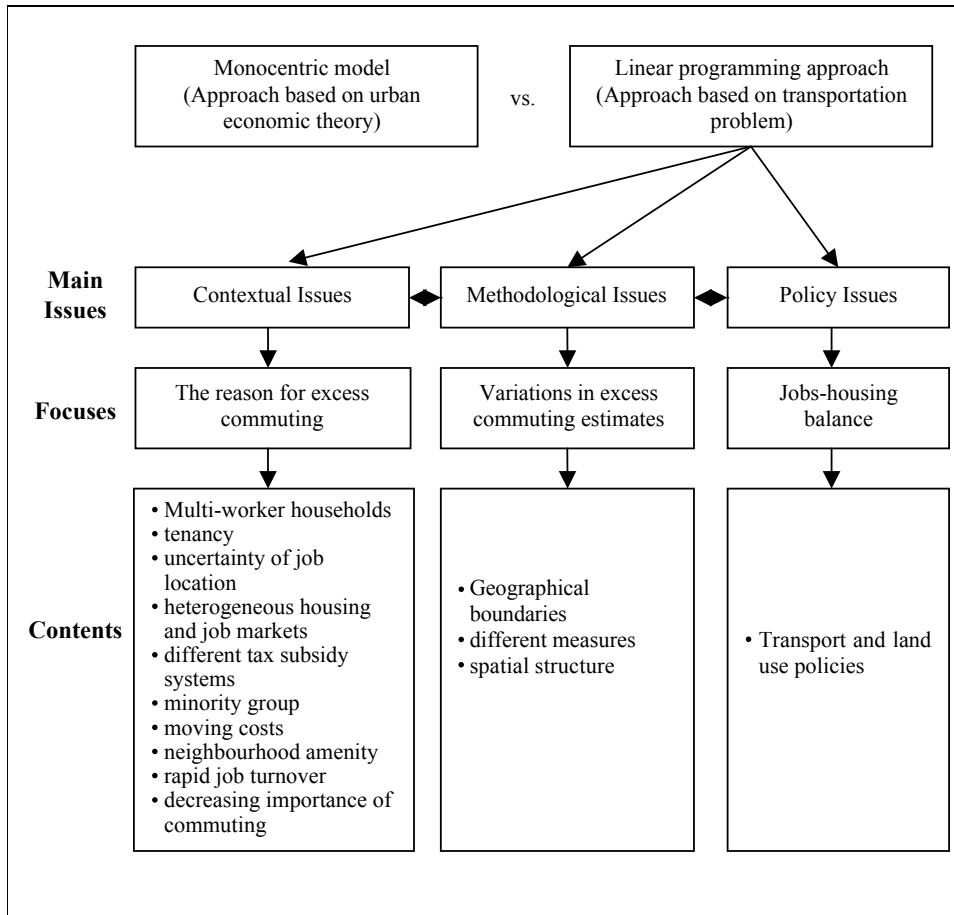 Monocentric model
(Approach based on urban
economic theory)
vs.
Linear programming approach
(Approach based on transportation
problem)
Main
Issues
Contextual Issues
Methodological Issues
Policy Issues
Focuses
The reason for excess
commuting
Variations in excess
commuting estimates
Jobs-housing
balance
Contents
• Multi-worker households
• tenancy
• uncertainty of job
location
• heterogeneous housing
and job markets
• different tax subsidy
systems
• minority group
• moving costs
• neighbourhood amenity
• rapid job turnover
• decreasing importance of
commuting
• Geographical
boundaries
• different measures
• spatial structure
• Transport and land
use policies